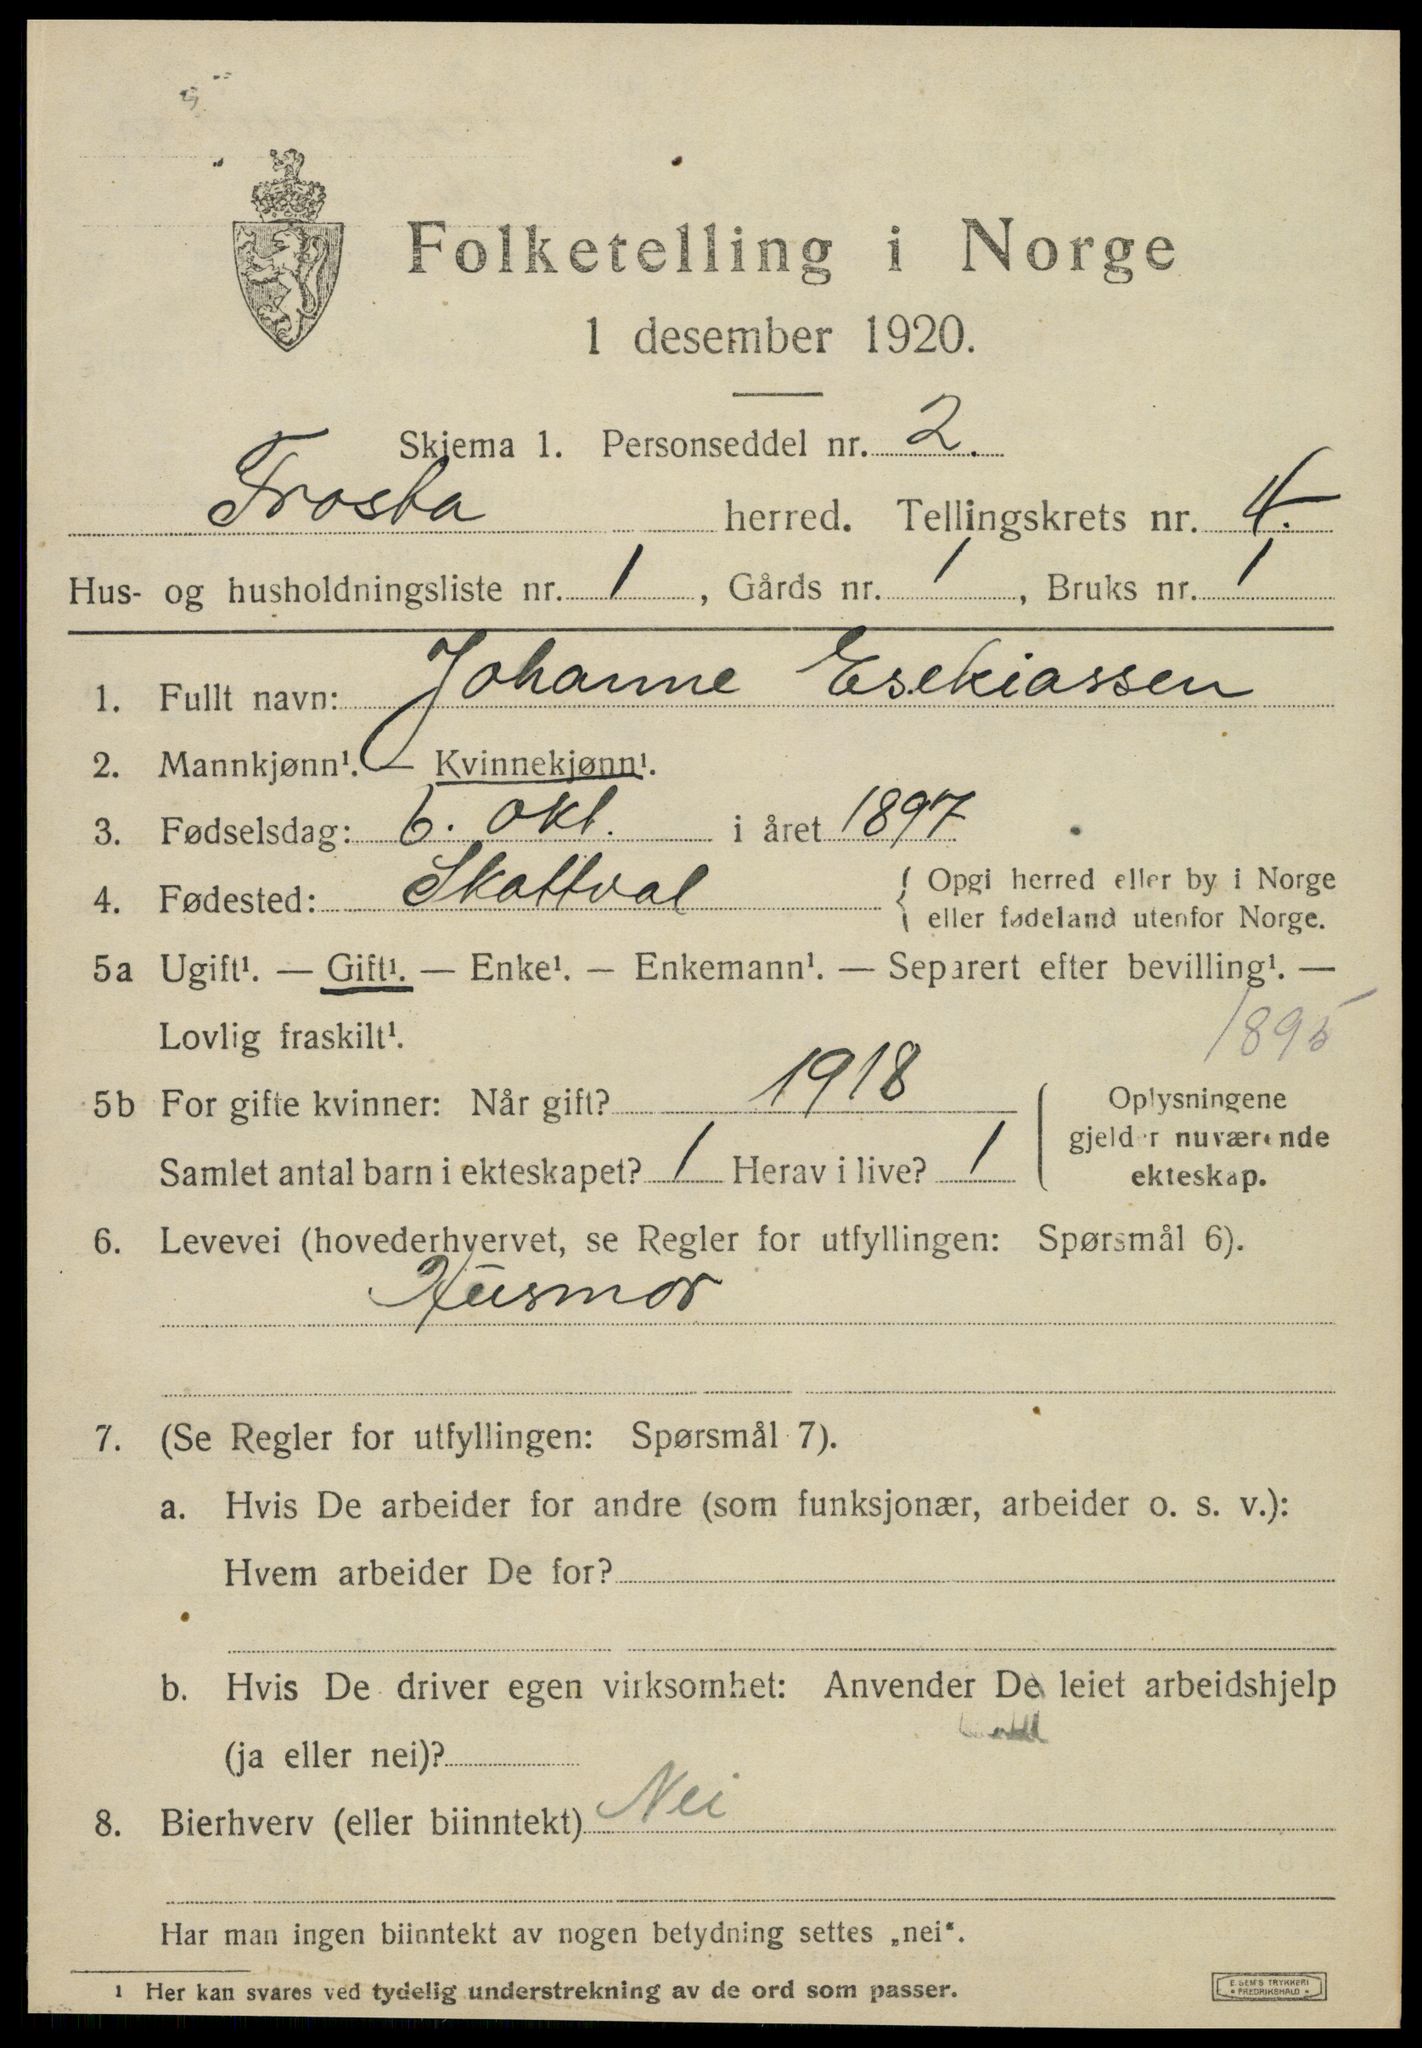 Folketelling i Norge
1 desember 1920.
Skjema 1. Personseddel nr. 2.
Frosta herred. Tellingskrets nr. 4.
Hus- og husholdningsliste nr. 1, Gårds nr. 1, Bruks nr. 1
1. Fullt navn: Johanne Esekiassen
2. Mannkjønn¹. — Kvinnekjønn¹.
3. Fødselsdag: 6. okt. i året 1897
4. Fødested: Skattval { Opgi herred eller by i Norge
eller fødeland utenfor Norge.
5a Ugift¹. — Gift¹. — Enke¹. — Enkemann¹. — Separert efter bevilling¹. —
Lovlig fraskilt¹.
1895
5b For gifte kvinner: Når gift? 1918
Samlet antal barn i ekteskapet? 1 Herav i live? 1
Oplysningene
gjelder nuværende
ekteskap.
6. Levevei (hovederhvervet, se Regler for utfyllingen: Spørsmål 6).
Husmor
7. (Se Regler for utfyllingen: Spørsmål 7).
a. Hvis De arbeider for andre (som funksjonær, arbeider o. s. v.):
Hvem arbeider De for?
b. Hvis De driver egen virksomhet: Anvender De leiet arbeidshjelp
(ja eller nei)?
8. Bierhverv (eller biinntekt) Nei
Har man ingen biinntekt av nogen betydning settes „nei".
¹ Her kan svares ved tydelig understrekning av de ord som passer.
E. SEM'S TRYKKERI
• FREDRIKSHALD •